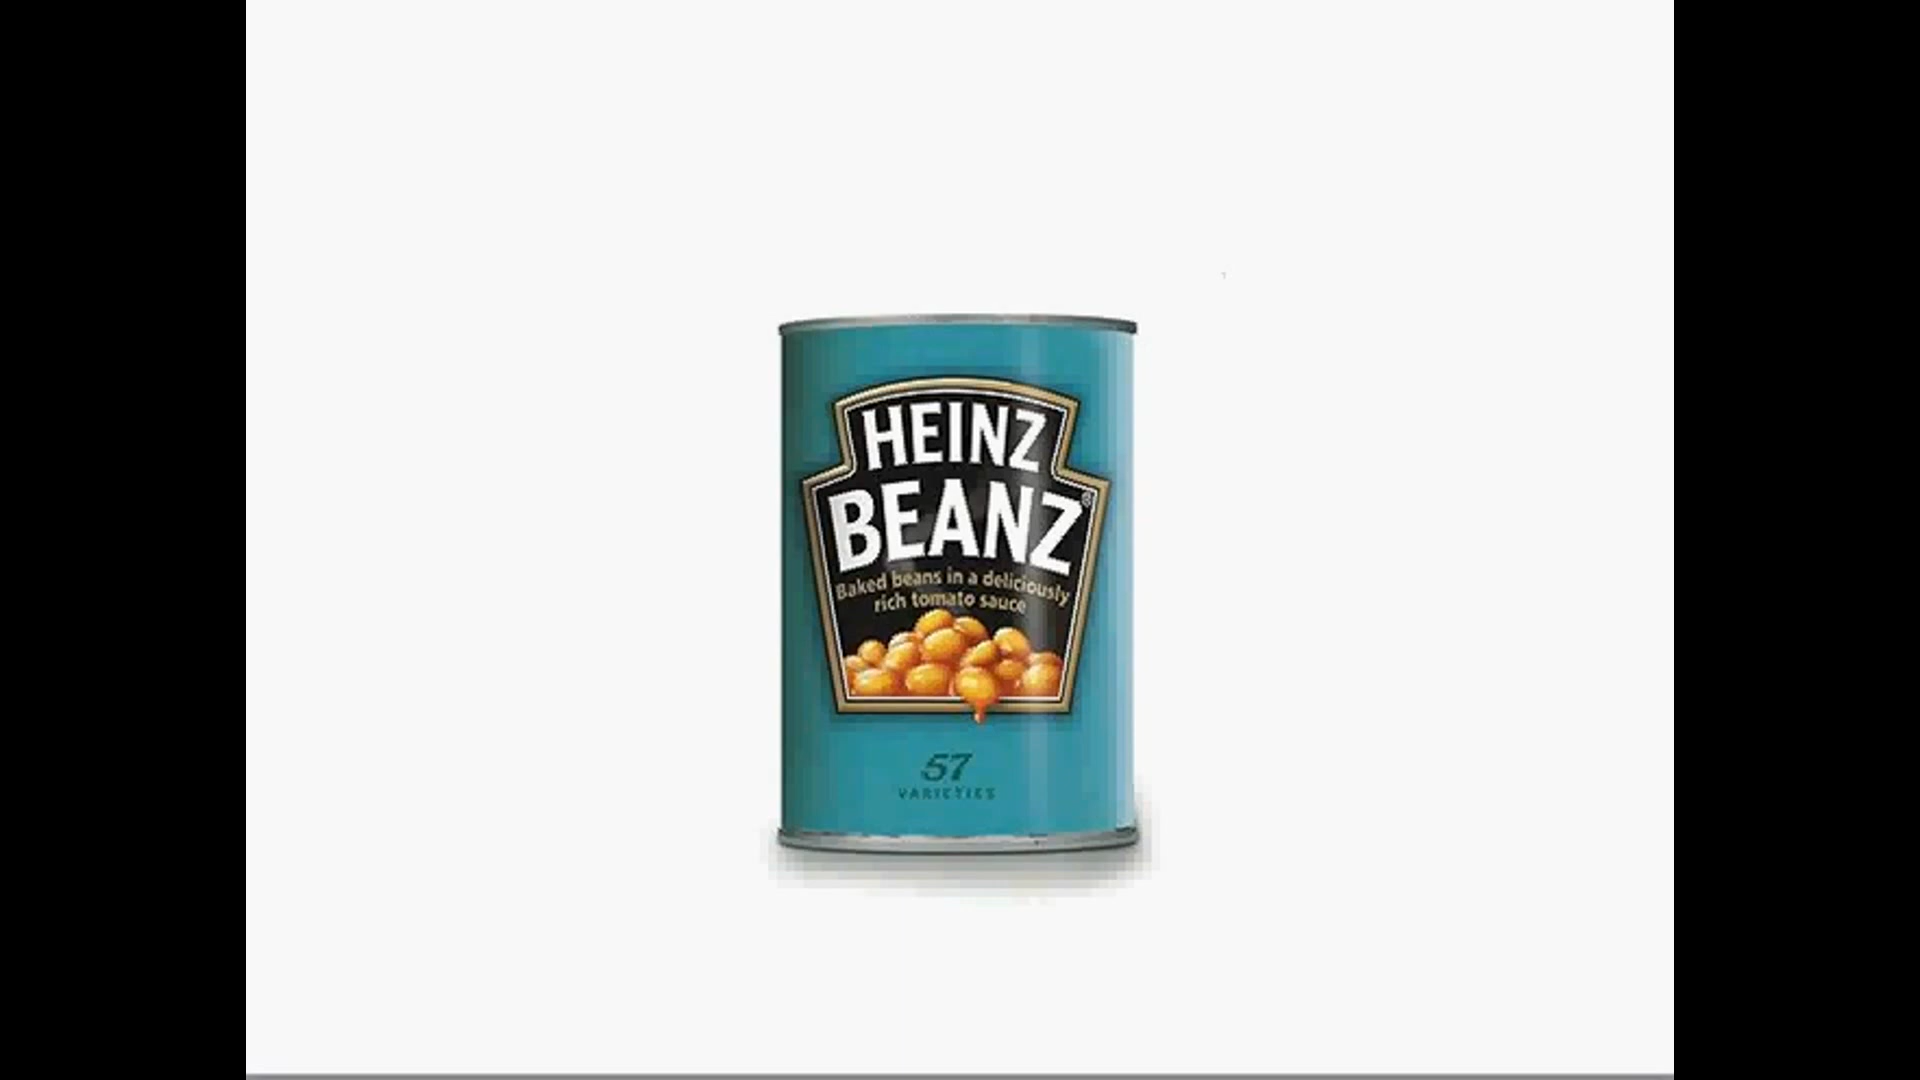 HEINZ
BEANZ®
Baked beans in a deliciously
rich tomato sauce
57
VARIETIES